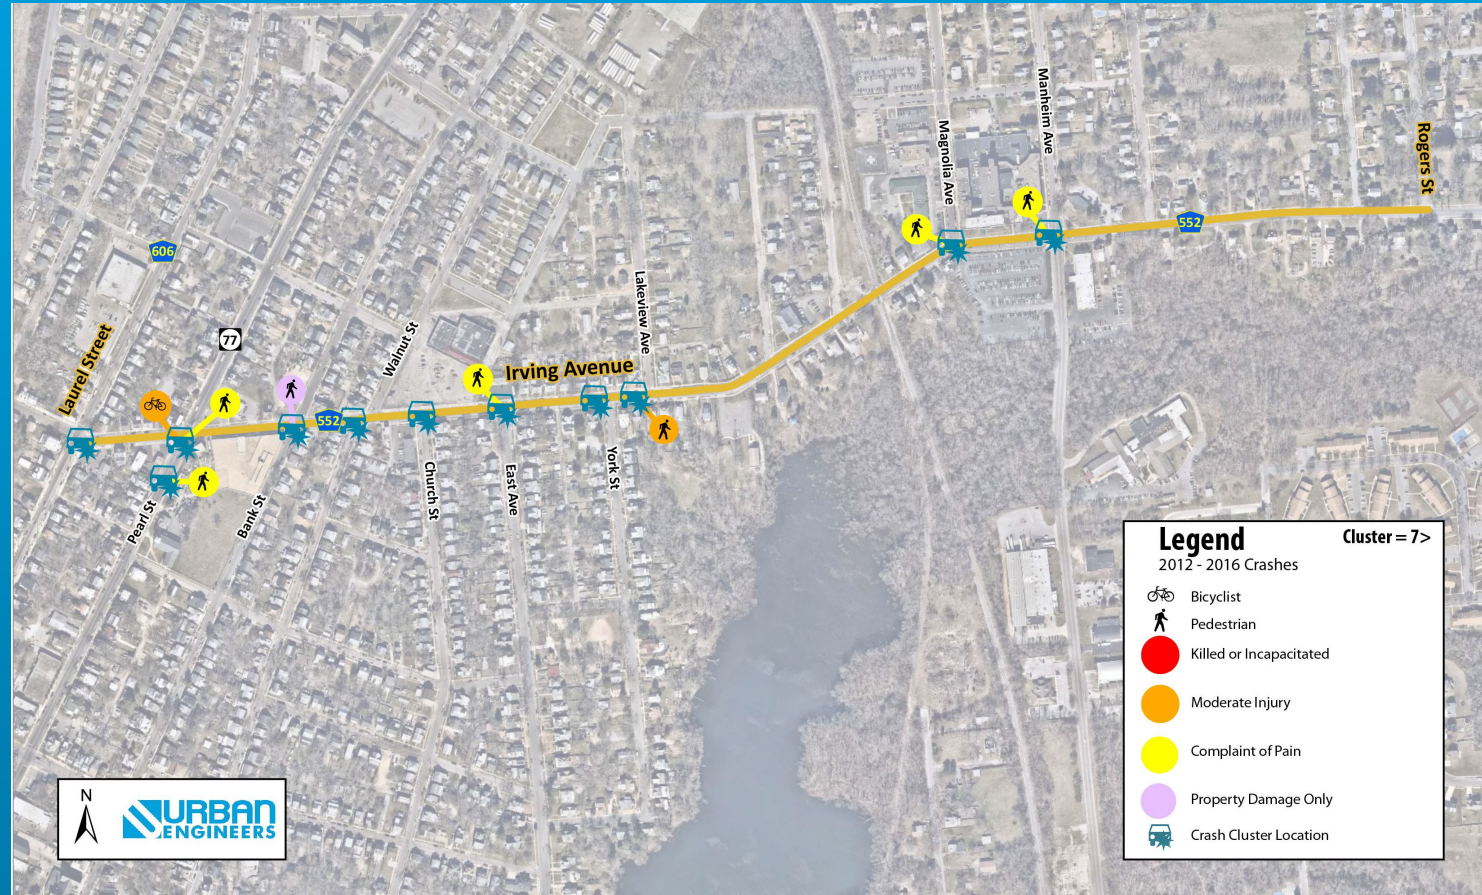 Magnolia Ave
Manheim Ave
Rogers St
552
606
Lakeview Ave
77
Walnut St
Laurel Street
Irving Avenue
552
Church St
East Ave
York St
Pearl St
Bank St
Legend
Cluster = 7>
2012 - 2016 Crashes
Bicyclist
Pedestrian
Killed or Incapacitated
Moderate Injury
Complaint of Pain
Property Damage Only
Crash Cluster Location
N
URBAN
ENGINEERS